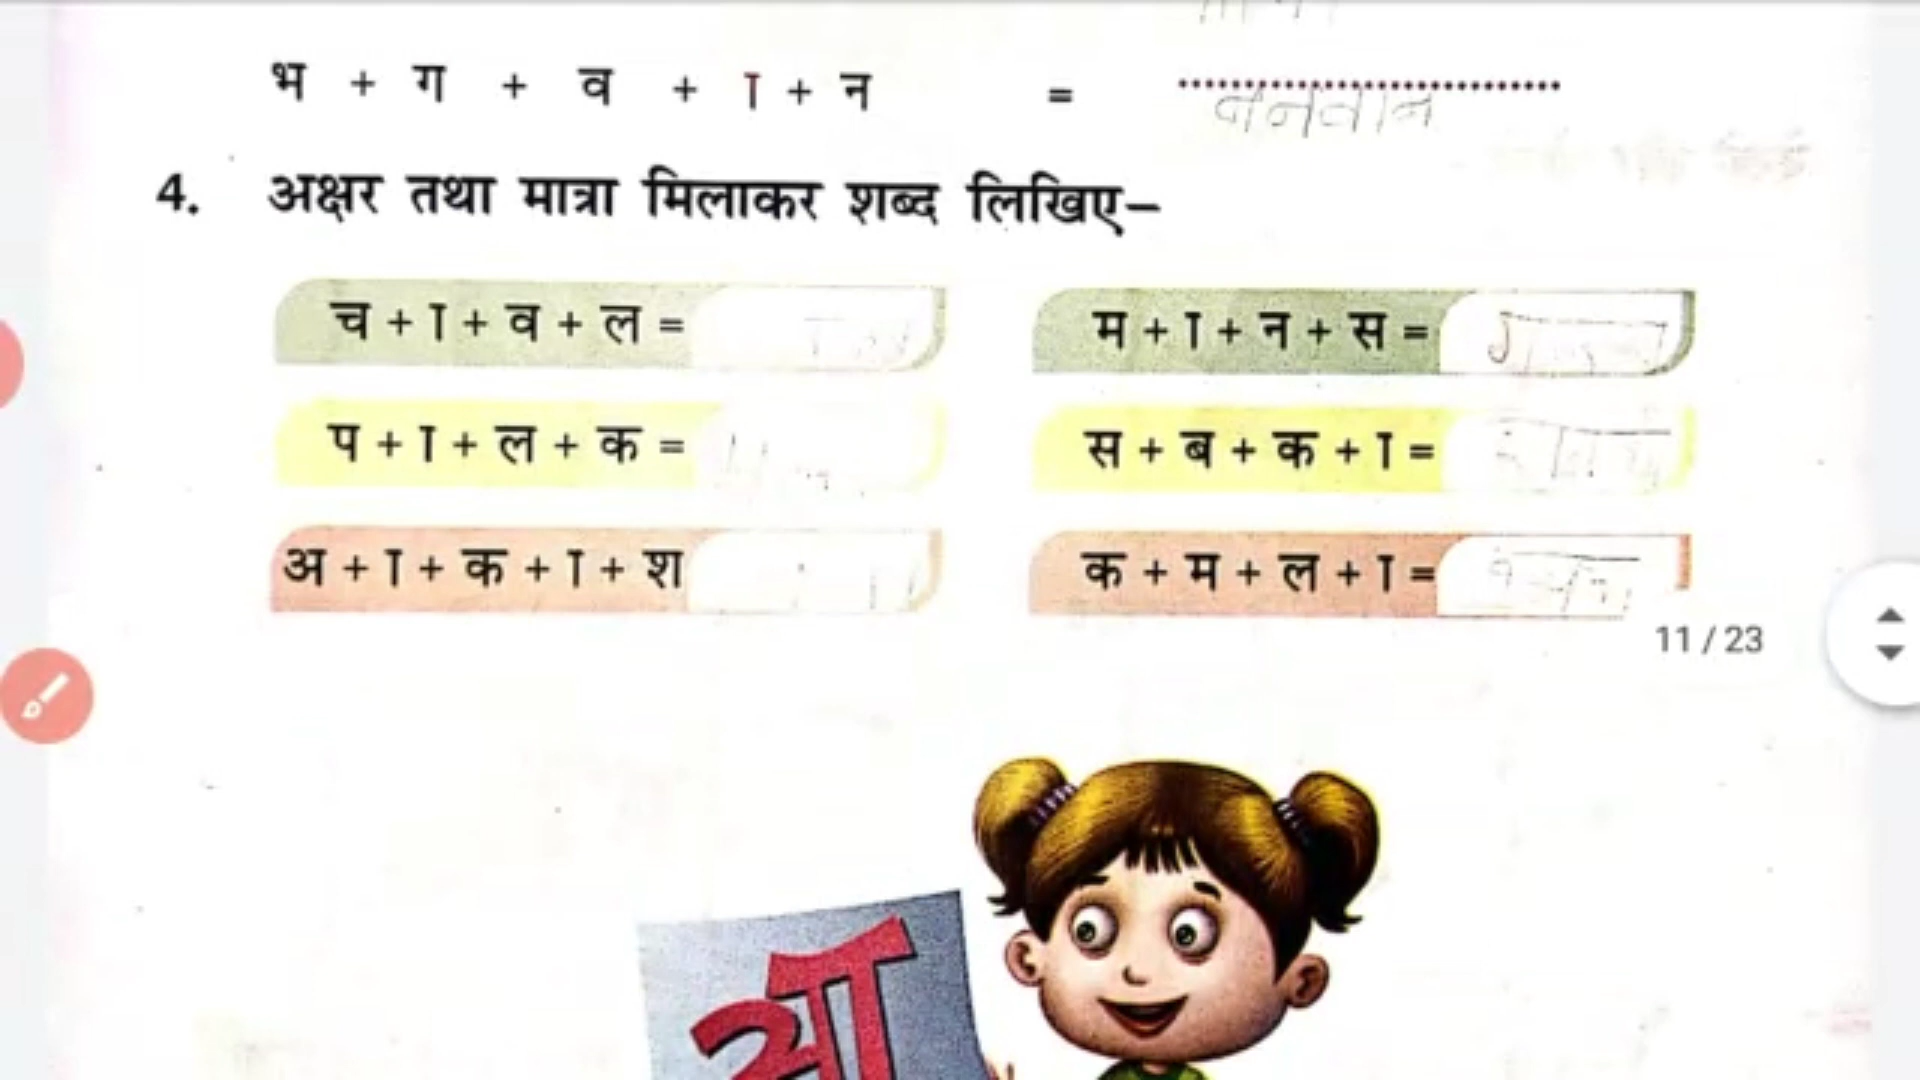 भ + ग + व + ा + न =
4. अक्षर तथा मात्रा मिलाकर शब्द लिखिए–
च + ा + व + ल =
म + ा + न + स =
प + ा + ल + क =
स + ब + क + ा =
अ + ा + क + ा + श
क + म + ल + ा =
11 / 23
आ